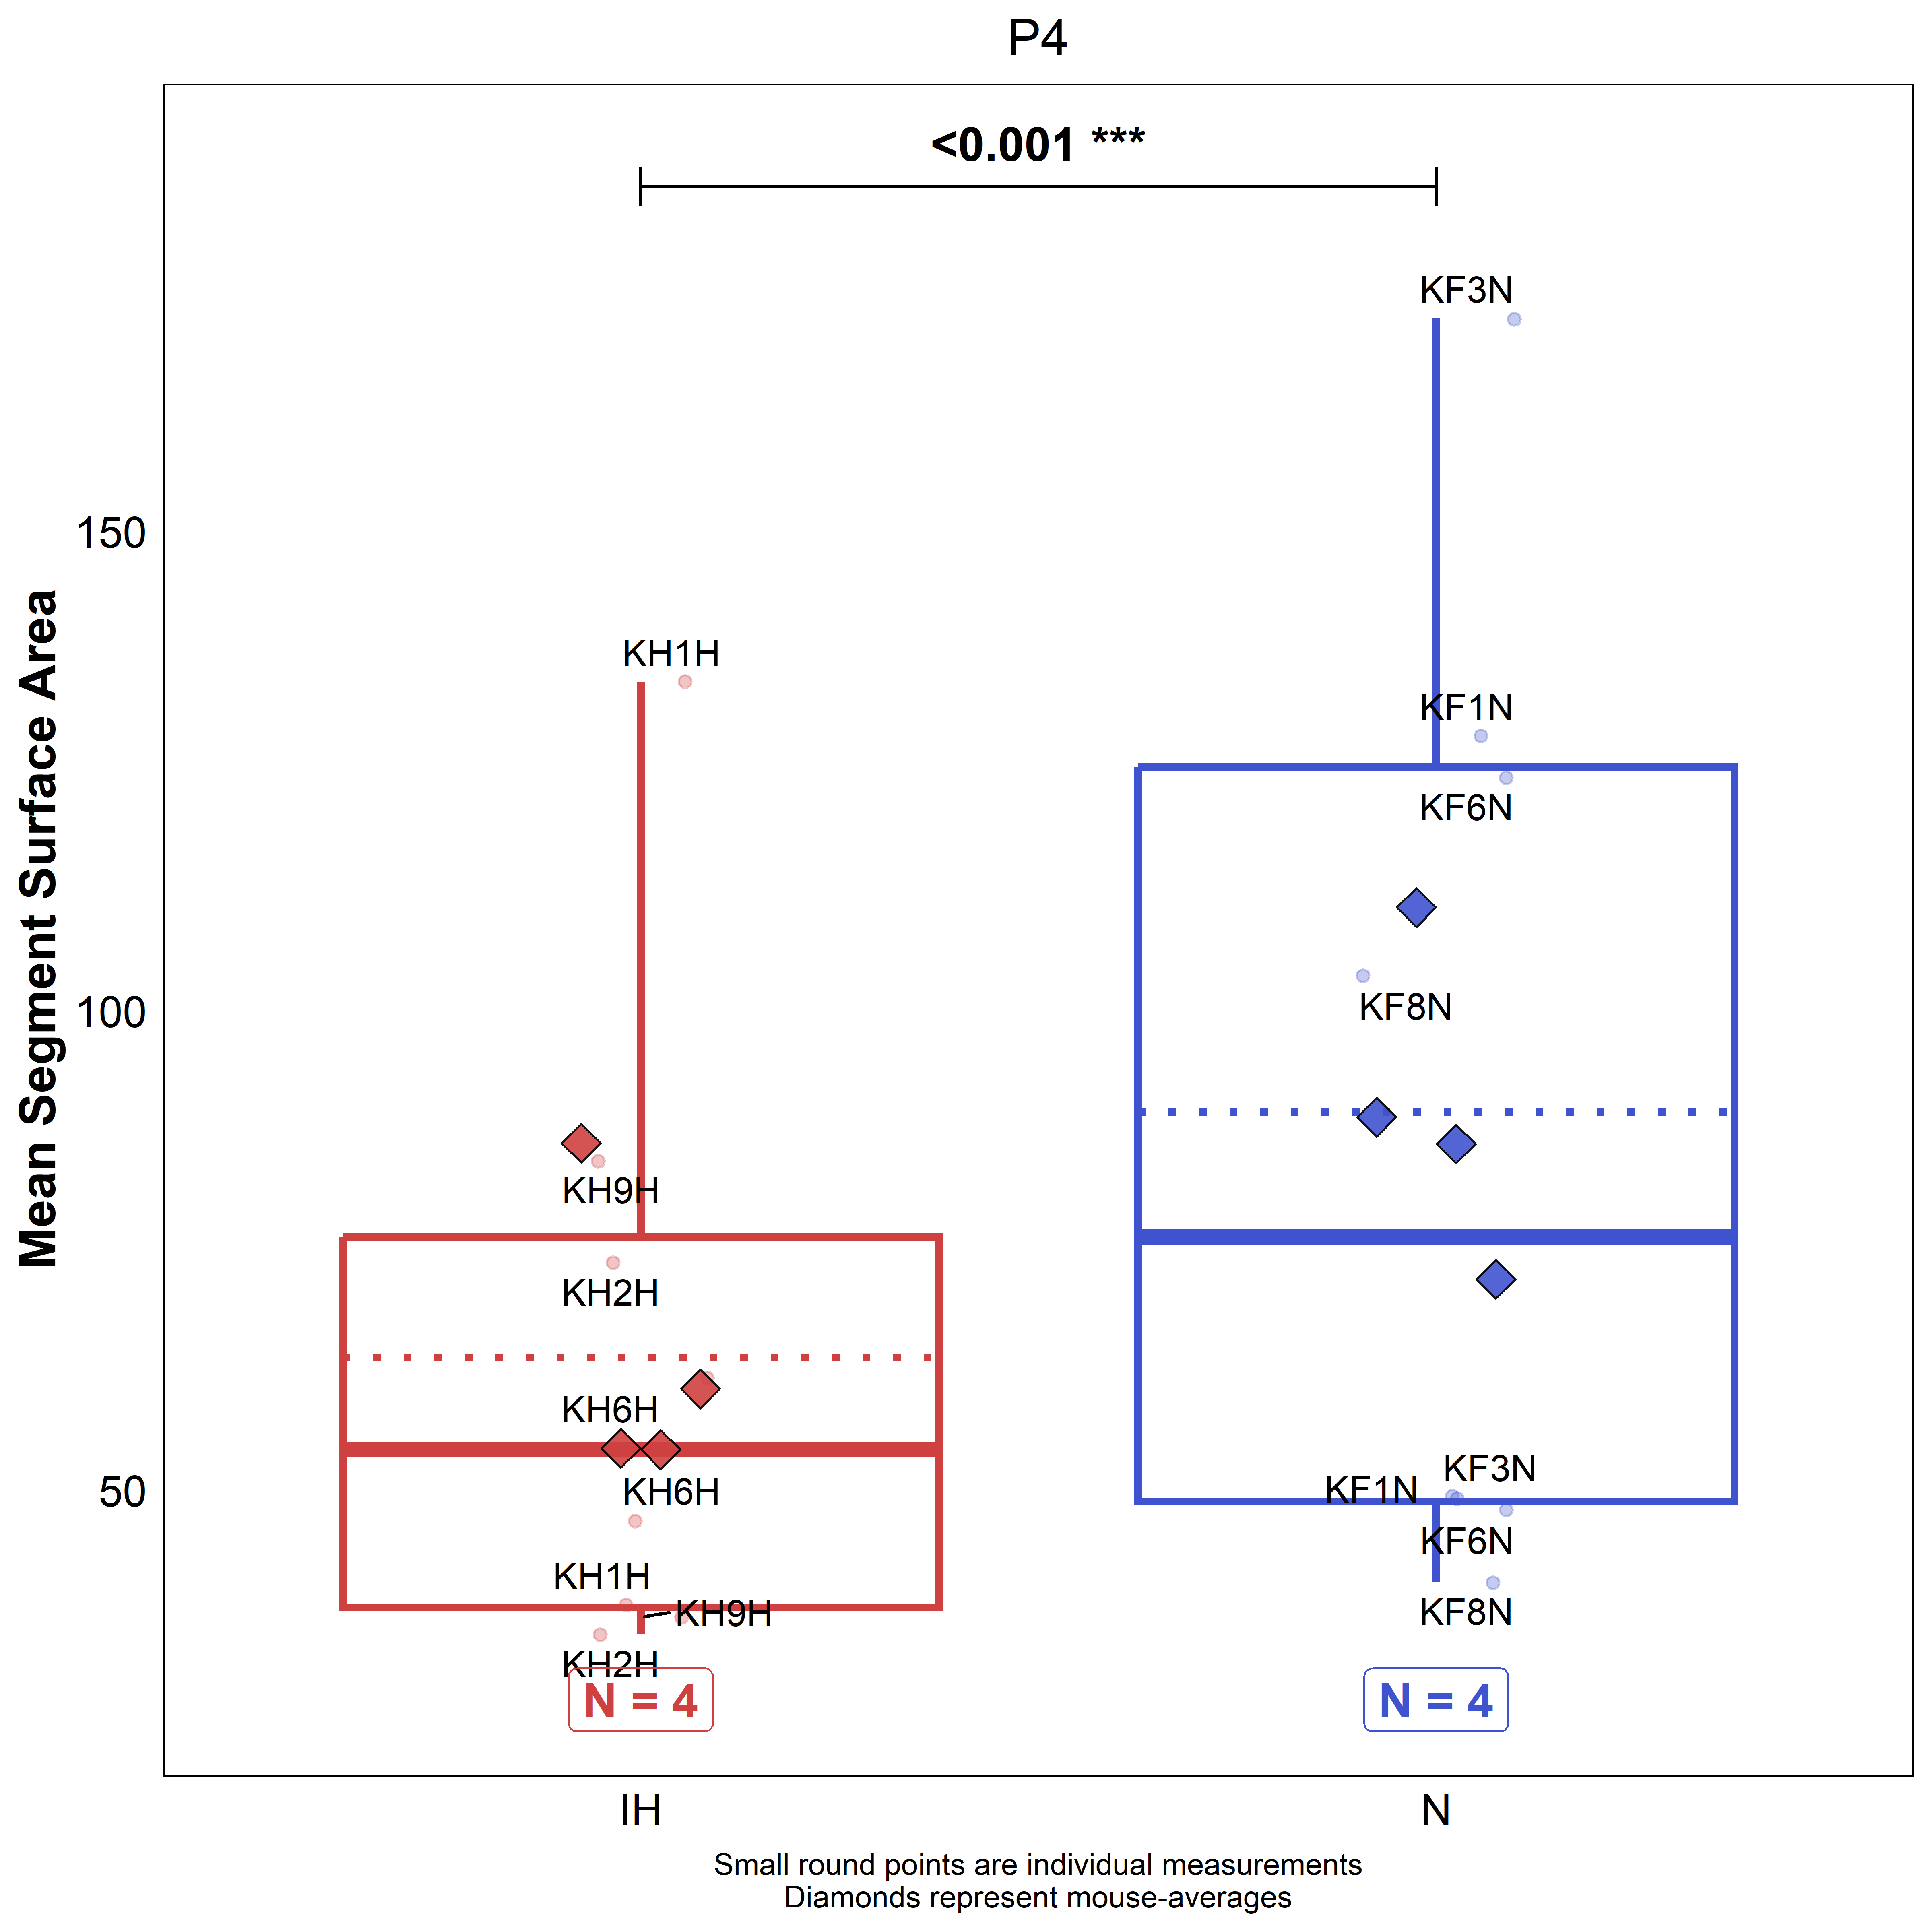 P4
<0.001 ***
KF3N
150
KH1H
KF1N
KF6N
100
KF8N
KH9H
KH2H
KH6H
KF3N
50
KH6H
KF1N
KF6N
KH1H
KH9H
KF8N
KH2H
N = 4
N = 4
Mean Segment Surface Area
IH
N
Small round points are individual measurements
Diamonds represent mouse-averages